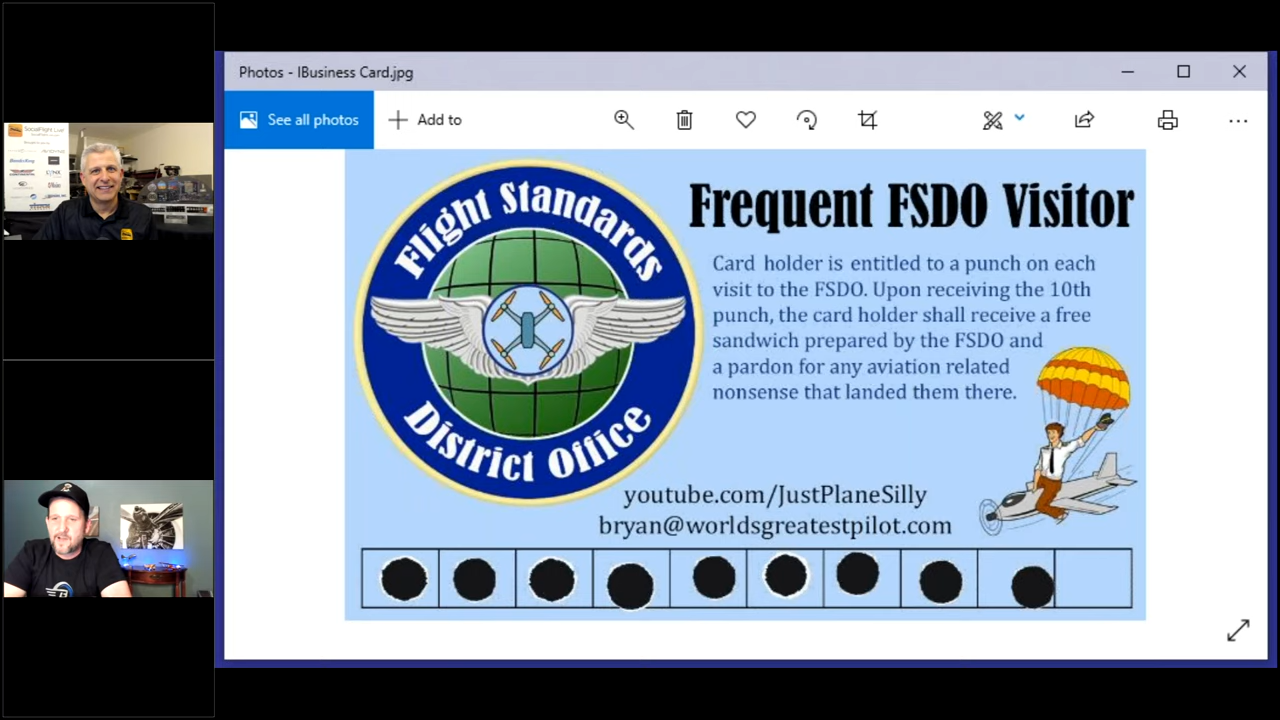 Photos - IBusiness Card.jpg
See all photos
Add to
Flight Standards
District Office
Frequent FSDO Visitor
Card holder is entitled to a punch on each
visit to the FSDO. Upon receiving the 10th
punch, the card holder shall receive a free
sandwich prepared by the FSDO and
a pardon for any aviation related
nonsense that landed them there.
youtube.com/JustPlaneSilly
bryan@worldsgreatestpilot.com
SocialFlight Live!